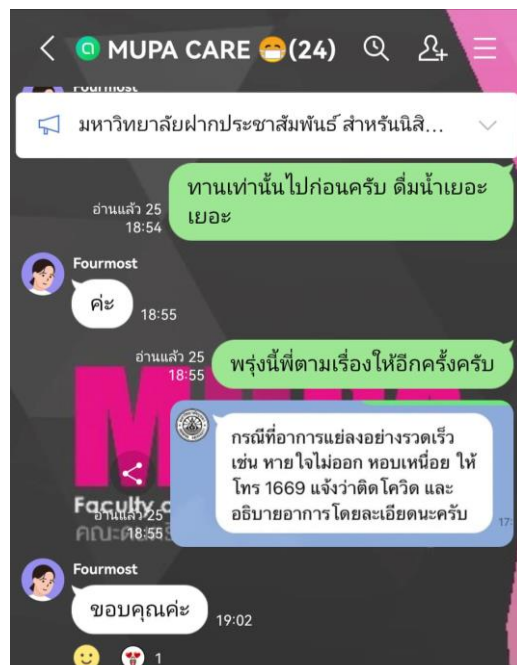 MUPA CARE 😷(24)
Fourmost
มหาวิทยาลัยฝากประชาสัมพันธ์ สำหรับนิสิ...
ทานเท่านั้นไปก่อนครับ ดื่มน้ำเยอะ
เยอะ
อ่านแล้ว 25
18:54
Fourmost
ค่ะ
18:55
อ่านแล้ว 25
18:55
พรุ่งนี้พี่ตามเรื่องให้อีกครั้งครับ
กรณีที่อาการแย่ลงอย่างรวดเร็ว
เช่น หายใจไม่ออก หอบเหนื่อย ให้
โทร 1669 แจ้งว่าติดโควิด และ
อธิบายอาการโดยละเอียดนะครับ
17:
Faculty
อ่านแล้ว 25
18:55
Fourmost
ขอบคุณค่ะ
19:02
1